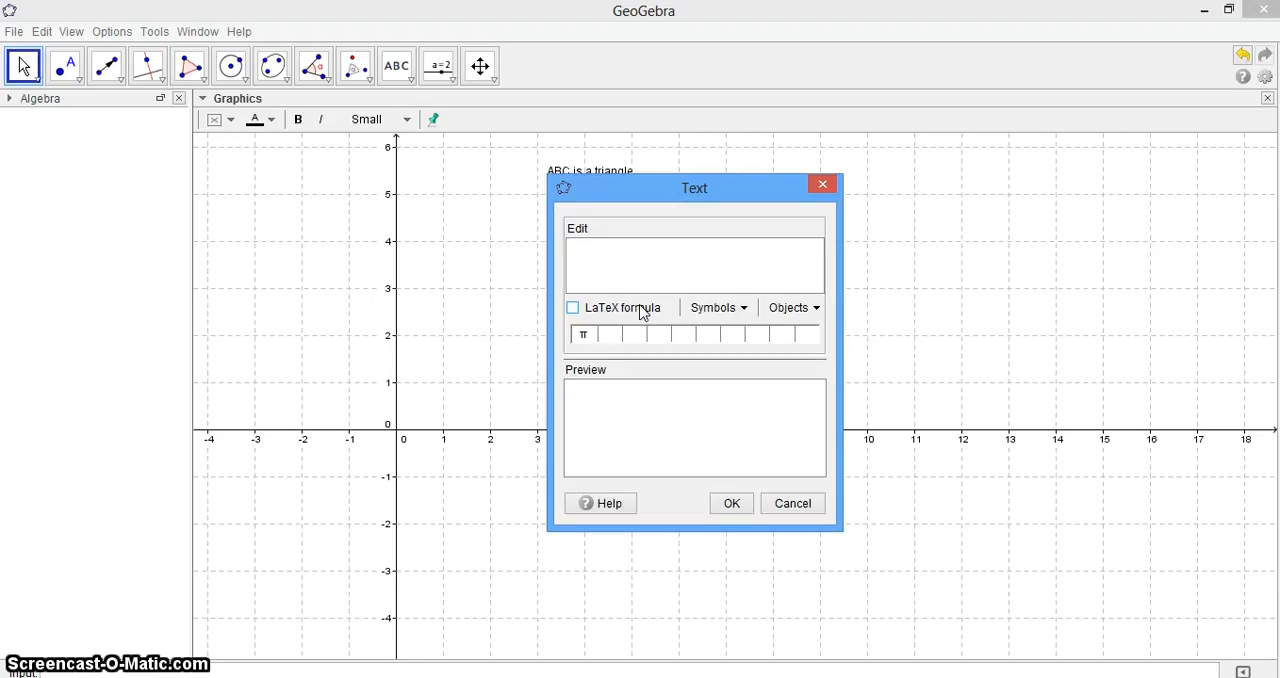 GeoGebra
File Edit View Options Tools Window Help
A ABC a=2
Algebra
Graphics
A B I Small
ABC is a triangle
Text
Edit
LaTeX formula Symbols Objects
π
Preview
? Help OK Cancel
6
5
4
3
2
1
0
-4 -3 -2 -1 0 1 2 3 10 11 12 13 14 15 16 17 18
-1
-2
-3
-4
Screencast-O-Matic.com
Input: